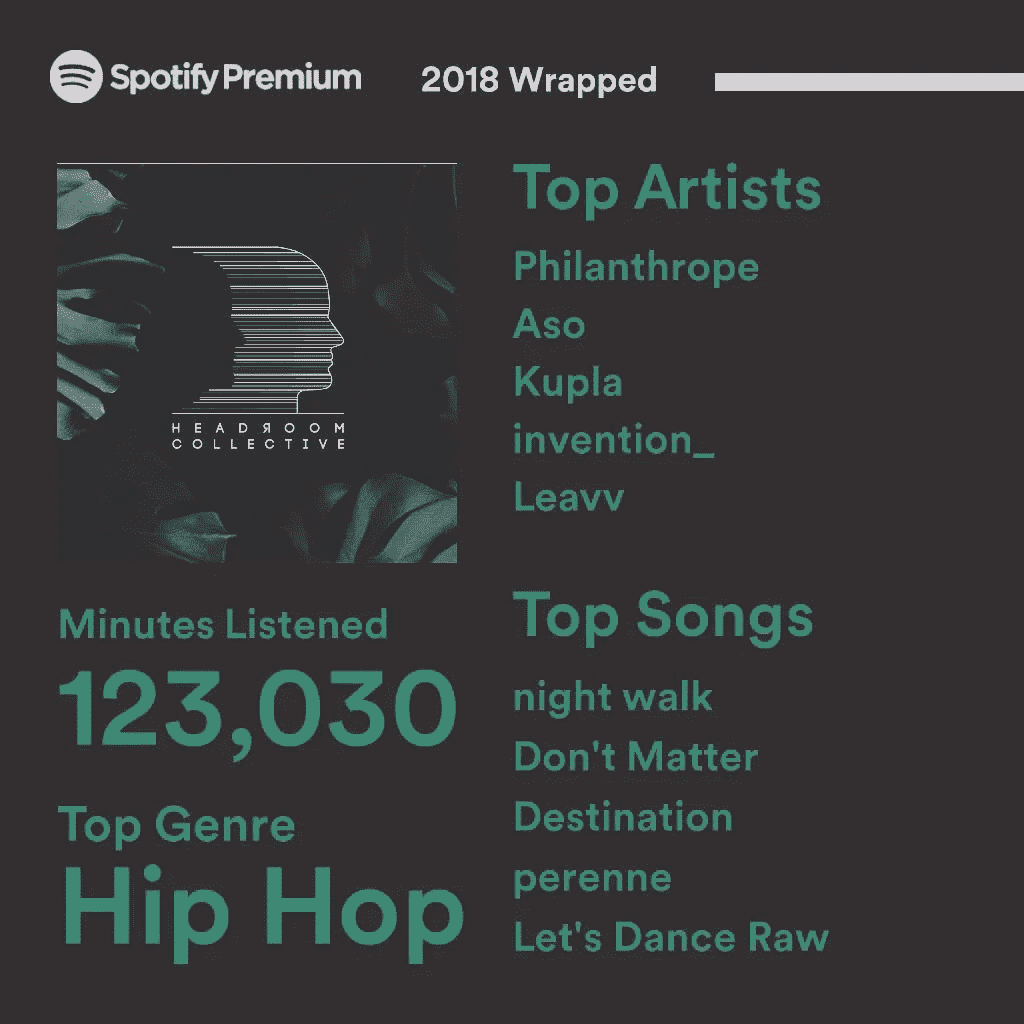 Spotify Premium
2018 Wrapped
HEADЯOOM
COLLECTIVE
Minutes Listened
123,030
Top Genre
Hip Hop
Top Artists
Philanthrope
Aso
Kupla
invention_
Leavv
Top Songs
night walk
Don't Matter
Destination
perenne
Let's Dance Raw